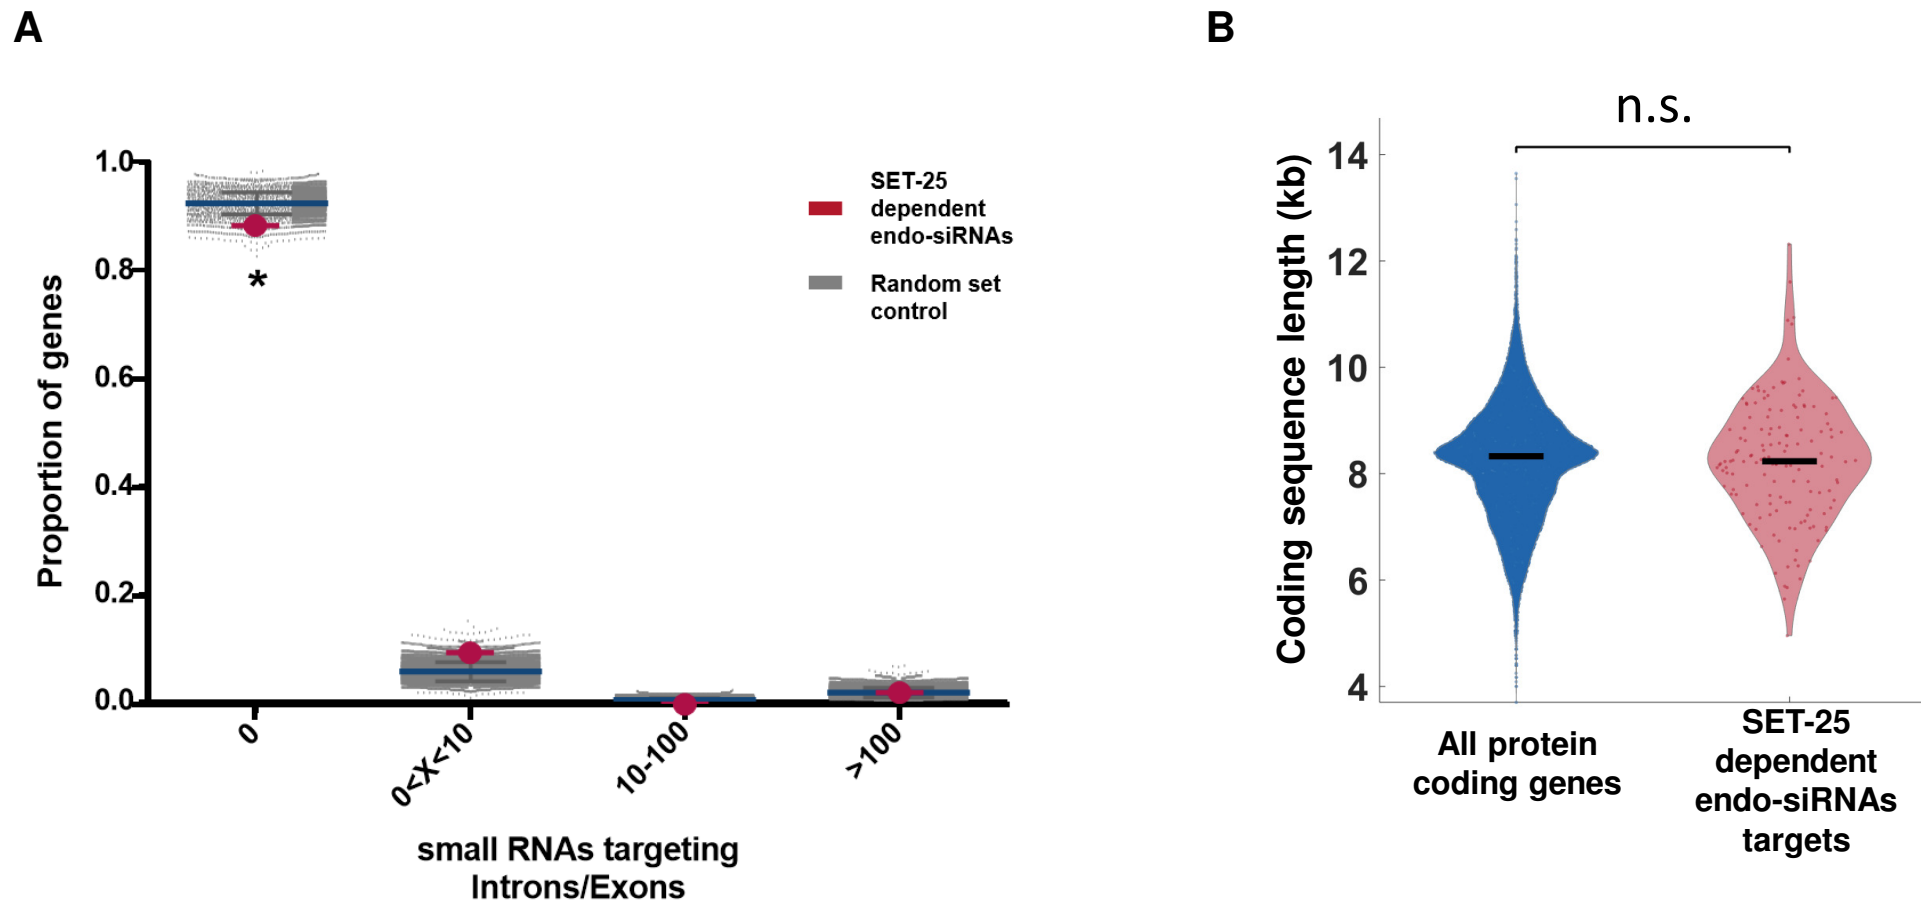 A
B
1.0
0.8
0.6
0.4
0.2
0.0
Proportion of genes
*
SET-25
dependent
endo-siRNAs
Random set
control
0
0<X<10
10-100
>100
small RNAs targeting
Introns/Exons
n.s.
14
12
10
8
6
4
Coding sequence length (kb)
All protein
coding genes
SET-25
dependent
endo-siRNAs
targets